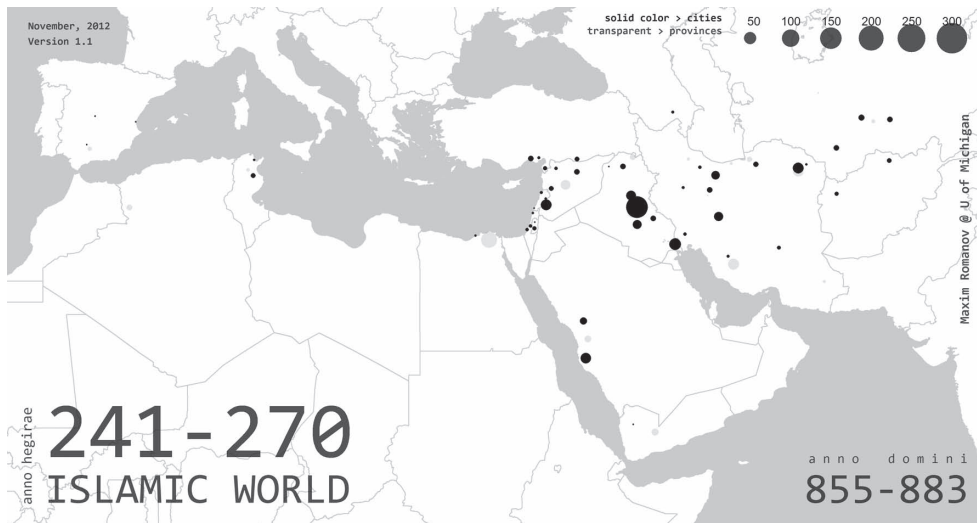 November, 2012
Version 1.1
solid color > cities
transparent > provinces
50 100 150 200 250 300
Maxim Romanov @ U of Michigan
anno hegirae
241-270
ISLAMIC WORLD
anno domini
855-883